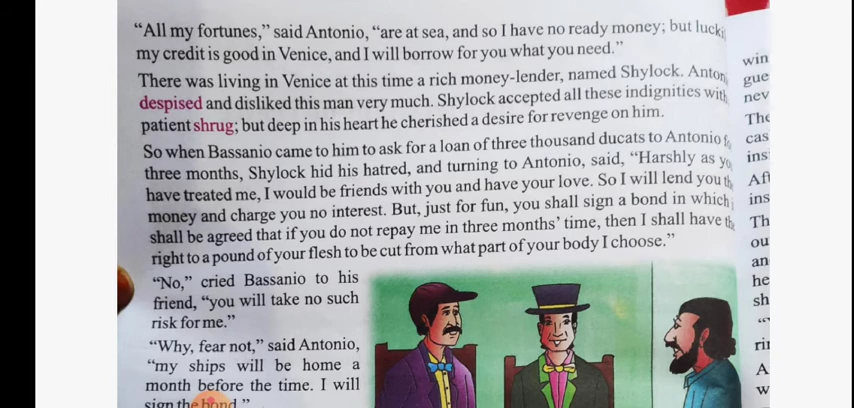 “All my fortunes,” said Antonio, “are at sea, and so I have no ready money; but
my credit is good in Venice, and I will borrow for you what you need.”
There was living in Venice at this time a rich money-lender, named Shylock.
despised and disliked this man very much. Shylock accepted all these indignities
patient shrug; but deep in his heart he cherished a desire for revenge on him.
So when Bassanio came to him to ask for a loan of three thousand ducats to Antonio
three months, Shylock hid his hatred, and turning to Antonio, said, “Harshly as
have treated me, I would be friends with you and have your love. So I will lend you
money and charge you no interest. But, just for fun, you shall sign a bond in which
shall be agreed that if you do not repay me in three months’ time, then I shall have
right to a pound of your flesh to be cut from what part of your body I choose.”
“No,” cried Bassanio to his
friend, “you will take no such
risk for me.”
“Why, fear not,” said Antonio,
“my ships will be home a
month before the time. I will
sign the bond.”
win
gue
nev
The
cas
ins
Aft
ins
Th
ou
an
he
sh
“
rin
A
w